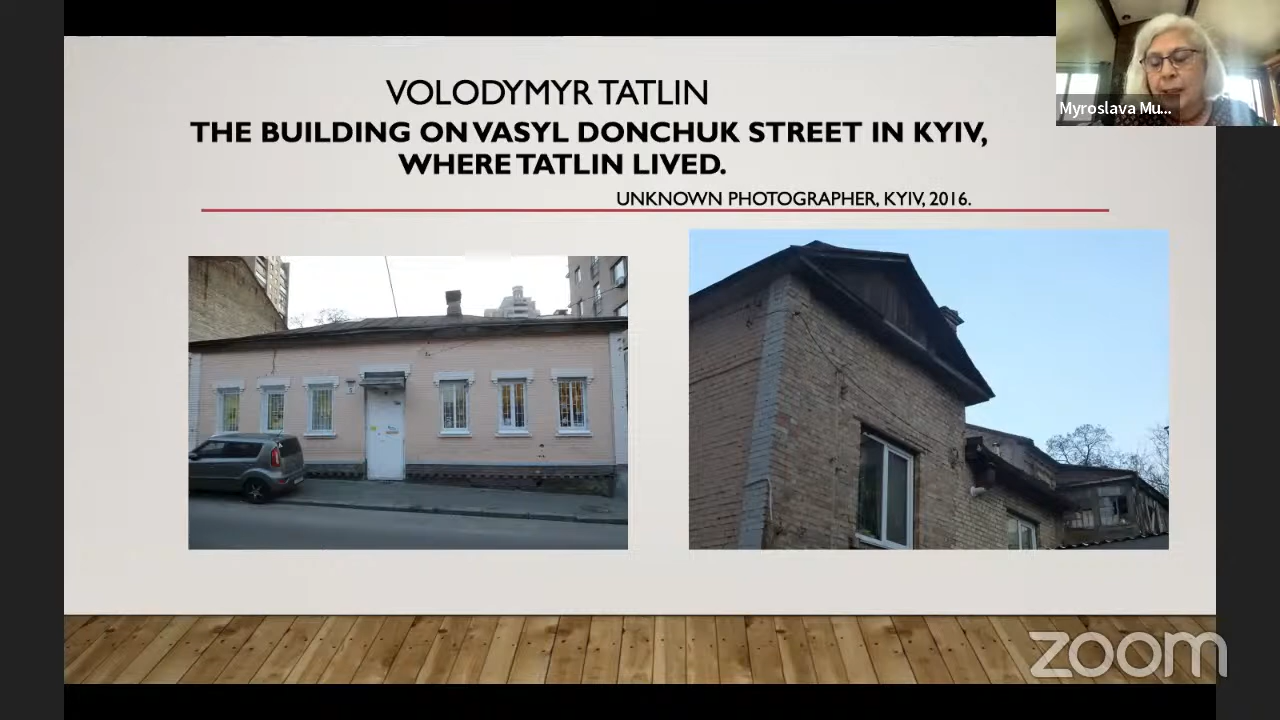 VOLODYMYR TATLIN
THE BUILDING ON VASYL DONCHUK STREET IN KYIV,
WHERE TATLIN LIVED.
UNKNOWN PHOTOGRAPHER, KYIV, 2016.
Myroslava Mu...
zoom